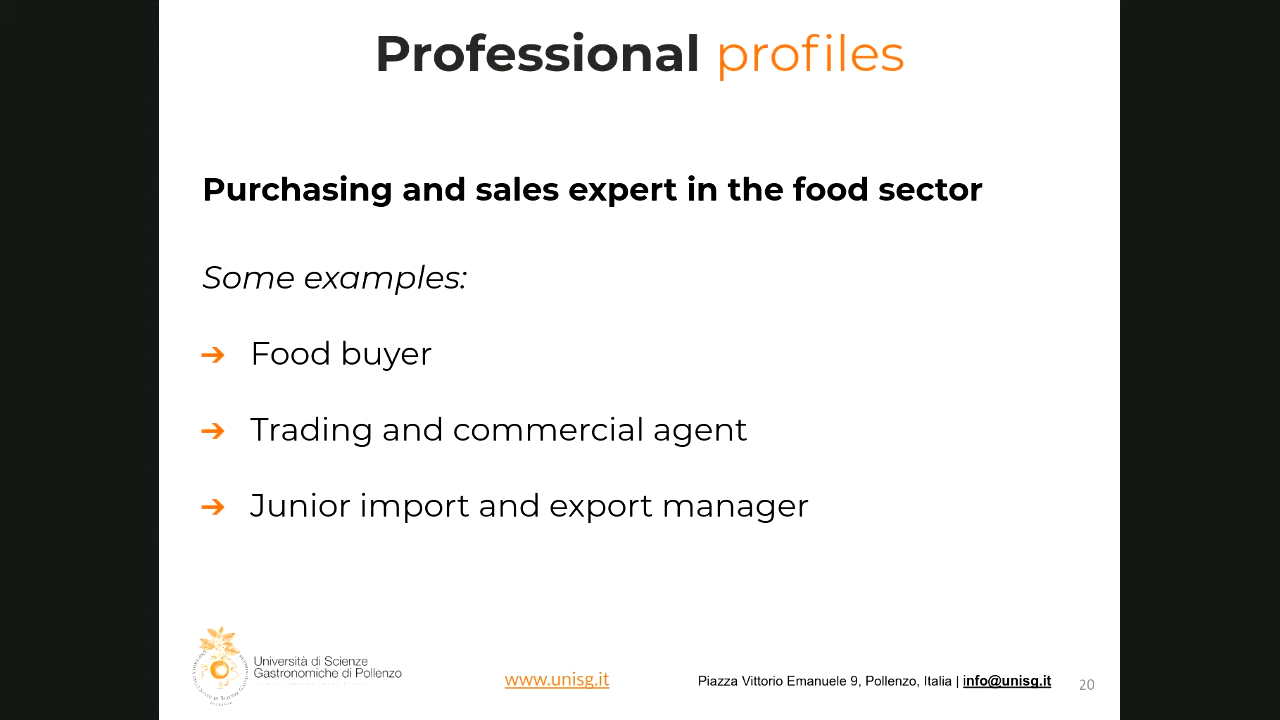 Professional profiles
Purchasing and sales expert in the food sector
Some examples:
➔ Food buyer
➔ Trading and commercial agent
➔ Junior import and export manager
Università di Scienze
Gastronomiche di Pollenzo
www.unisg.it
Piazza Vittorio Emanuele 9, Pollenzo, Italia | info@unisg.it
20